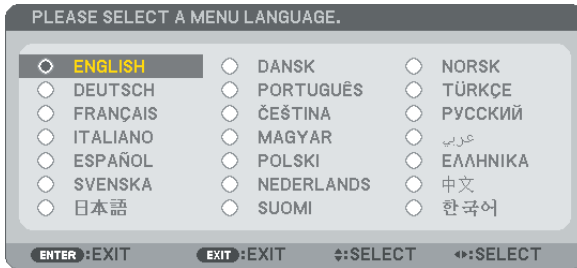 PLEASE SELECT A MENU LANGUAGE.
ENGLISH DANSK NORSK
DEUTSCH PORTUGUÊS TÜRKÇE
FRANÇAIS ČEŠTINA РУССКИЙ
ITALIANO MAGYAR عربي
ESPAÑOL POLSKI ΕΛΛΗΝΙΚΑ
SVENSKA NEDERLANDS 中文
日本語 SUOMI 한국어
ENTER :EXIT EXIT :EXIT :SELECT :SELECT